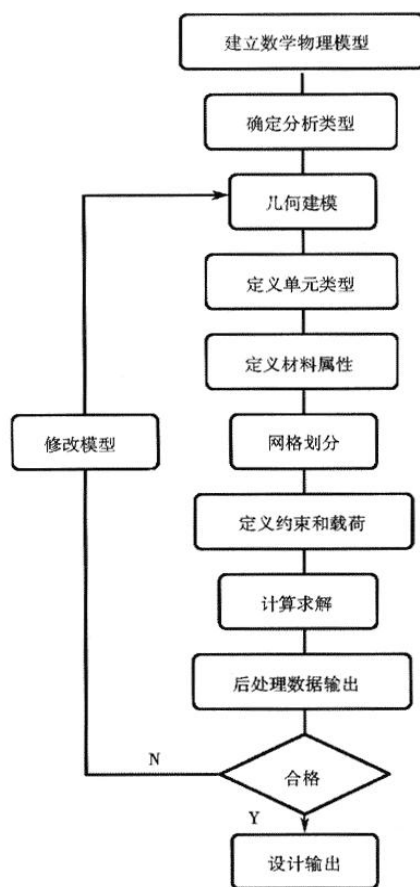 建立数学物理模型
确定分析类型
几何建模
定义单元类型
定义材料属性
修改模型
网格划分
定义约束和载荷
计算求解
后处理数据输出
N
合格
Y
设计输出